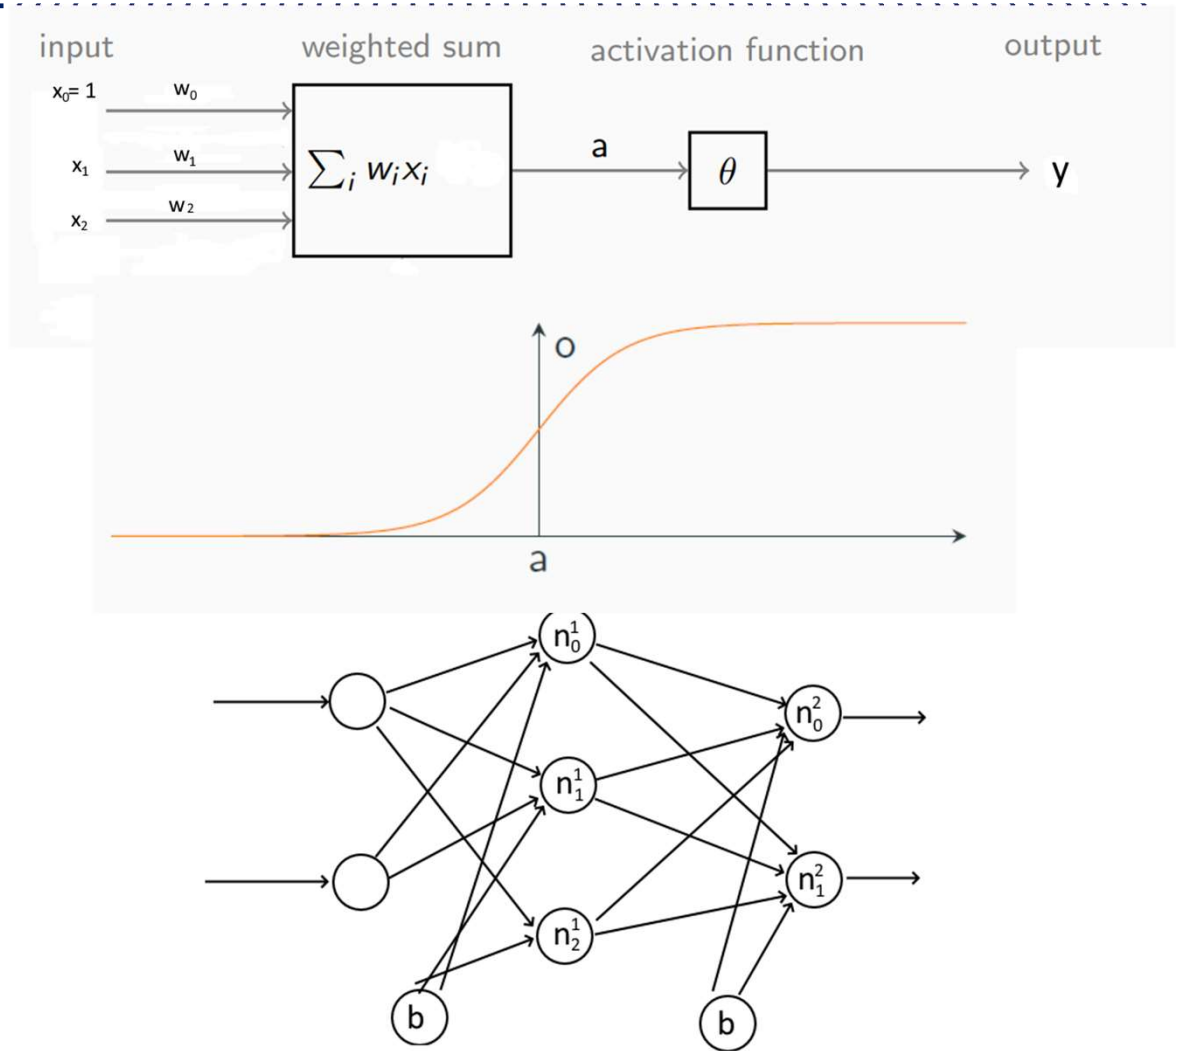 input weighted sum activation function output
x₀= 1 w₀
x₁ w₁
x₂ w₂
∑ᵢ wᵢxᵢ
a
θ
y
o
a
n¹₀
n²₀
n¹₁
n²₁
n¹₂
b
b